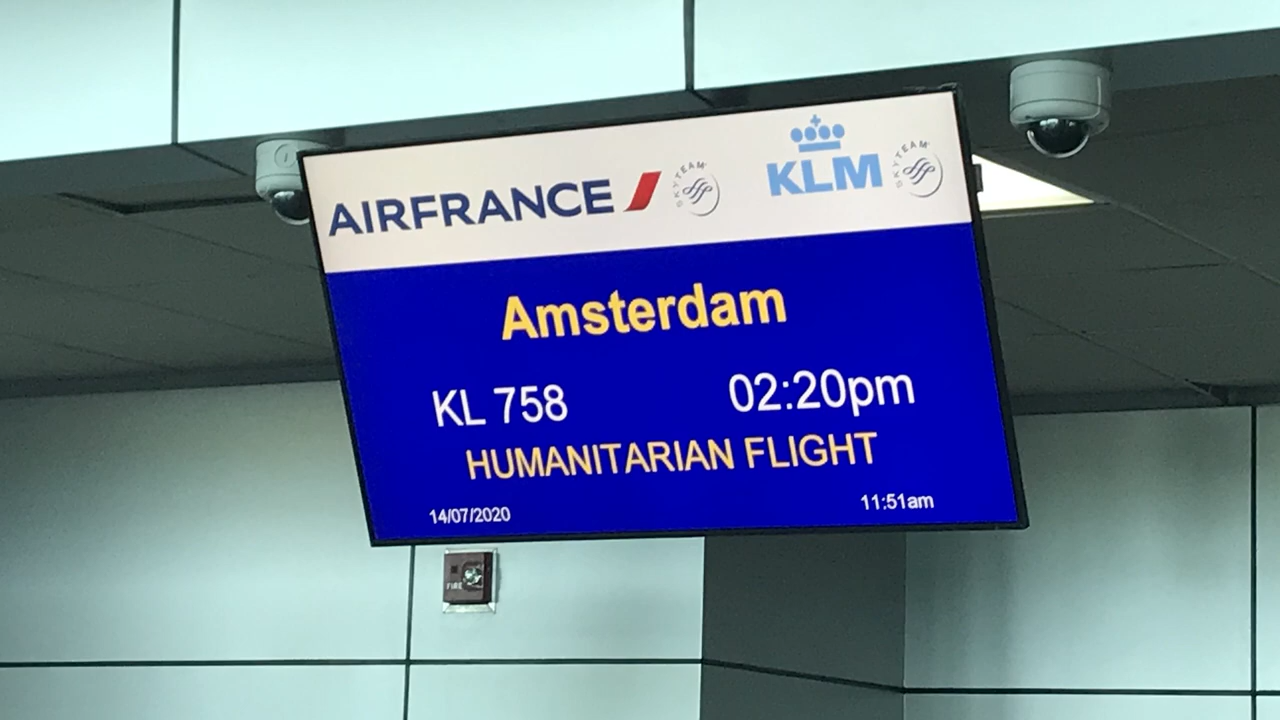 AIRFRANCE SKYTEAM KLM SKYTEAM
Amsterdam
KL 758 02:20pm
HUMANITARIAN FLIGHT
14/07/2020 11:51am
FIRE